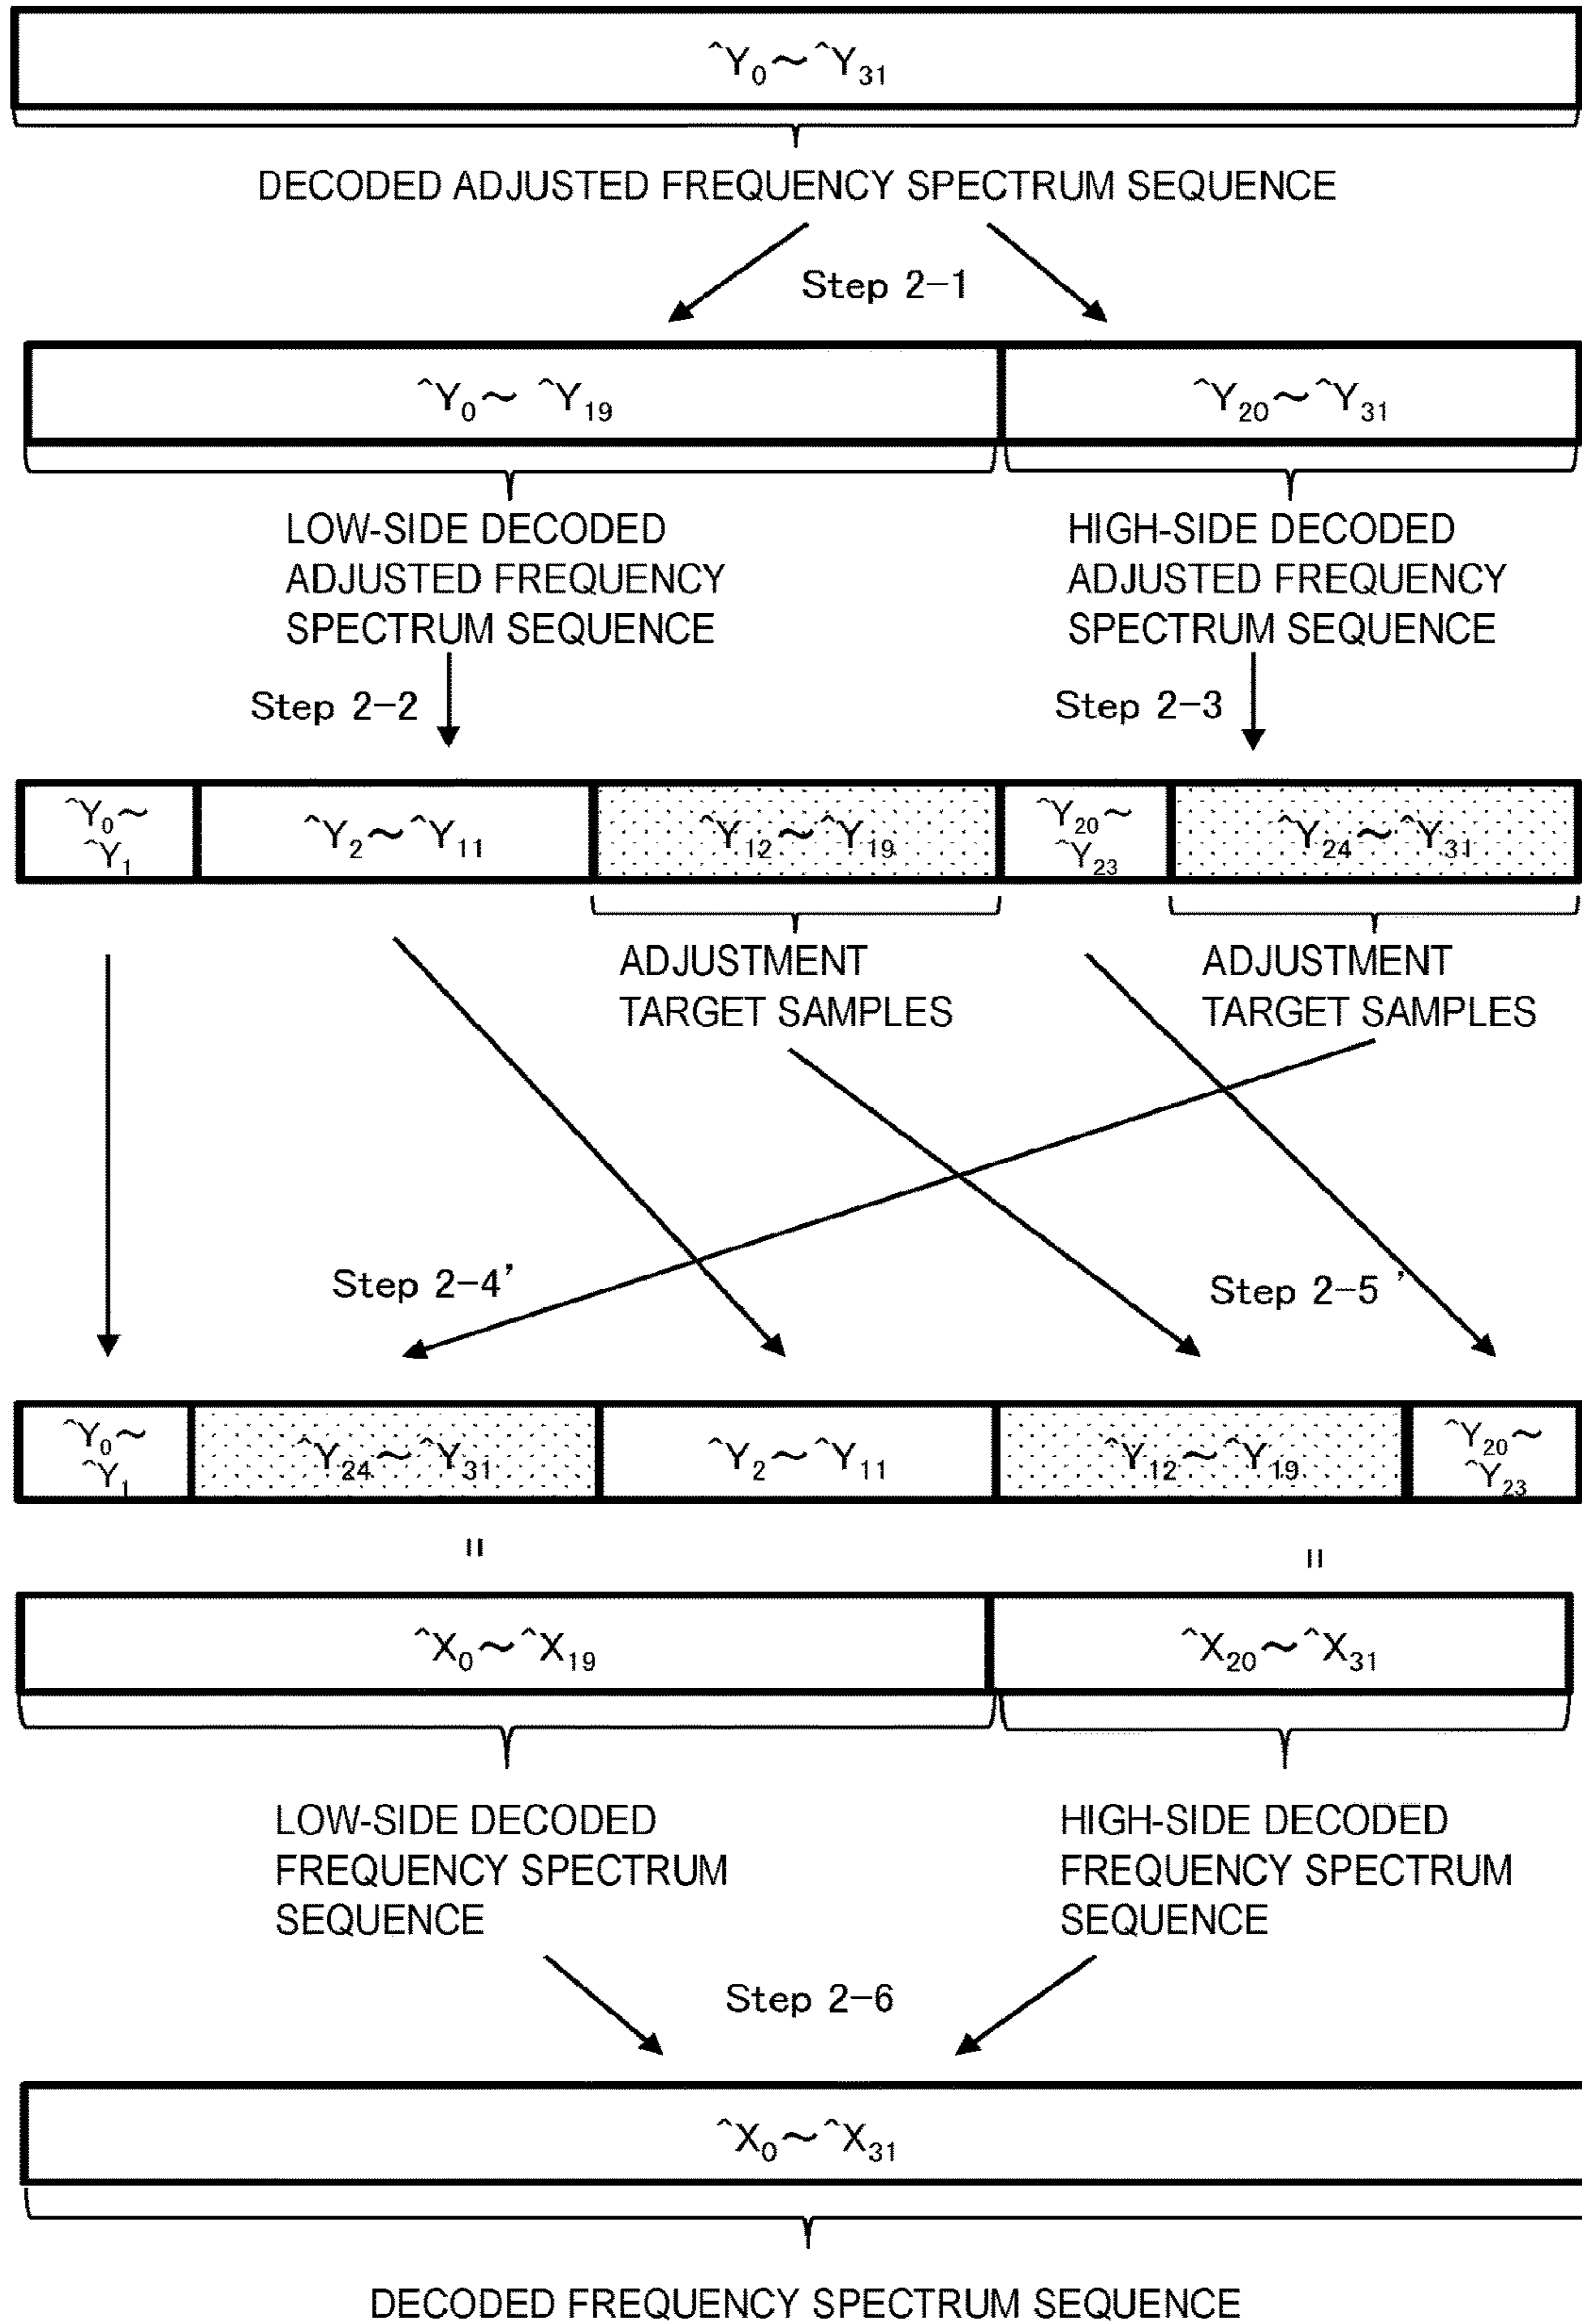 ^Y0～^Y31
DECODED ADJUSTED FREQUENCY SPECTRUM SEQUENCE
Step 2-1
^Y0～ ^Y19
^Y20～^Y31
LOW-SIDE DECODED
ADJUSTED FREQUENCY
SPECTRUM SEQUENCE
HIGH-SIDE DECODED
ADJUSTED FREQUENCY
SPECTRUM SEQUENCE
Step 2-2
Step 2-3
^Y0～
^Y1
^Y2～^Y11
^Y12～^Y19
^Y20～
^Y23
^Y24～^Y31
ADJUSTMENT
TARGET SAMPLES
ADJUSTMENT
TARGET SAMPLES
Step 2-4'
Step 2-5 '
^Y0～
^Y1
^Y24～^Y31
^Y2～^Y11
^Y12～^Y19
^Y20～
^Y23
=
=
^X0～^X19
^X20～^X31
LOW-SIDE DECODED
FREQUENCY SPECTRUM
SEQUENCE
HIGH-SIDE DECODED
FREQUENCY SPECTRUM
SEQUENCE
Step 2-6
^X0～^X31
DECODED FREQUENCY SPECTRUM SEQUENCE